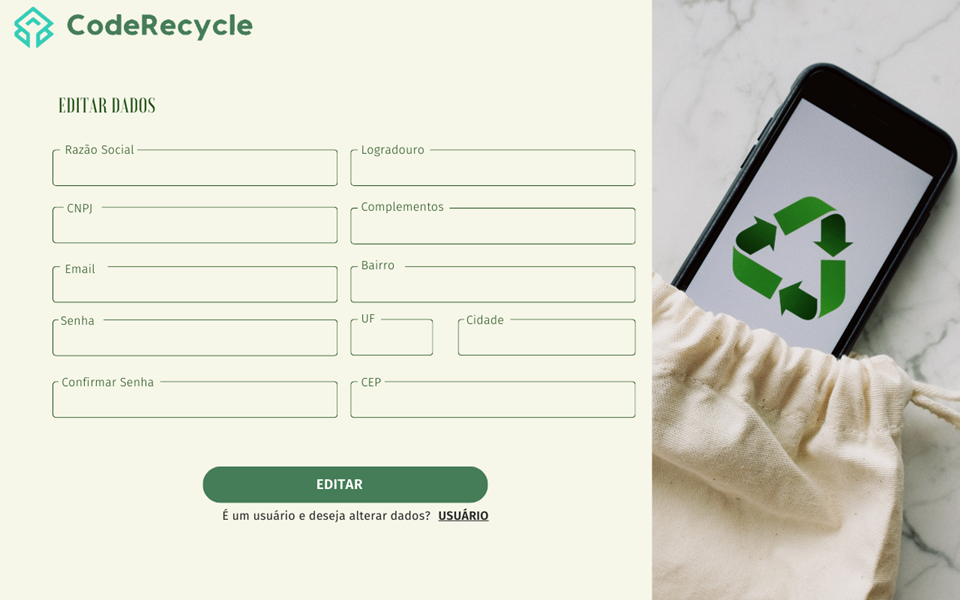 CodeRecycle
EDITAR DADOS
Razão Social
Logradouro
CNPJ
Complementos
Email
Bairro
Senha
UF
Cidade
Confirmar Senha
CEP
EDITAR
É um usuário e deseja alterar dados? USUÁRIO